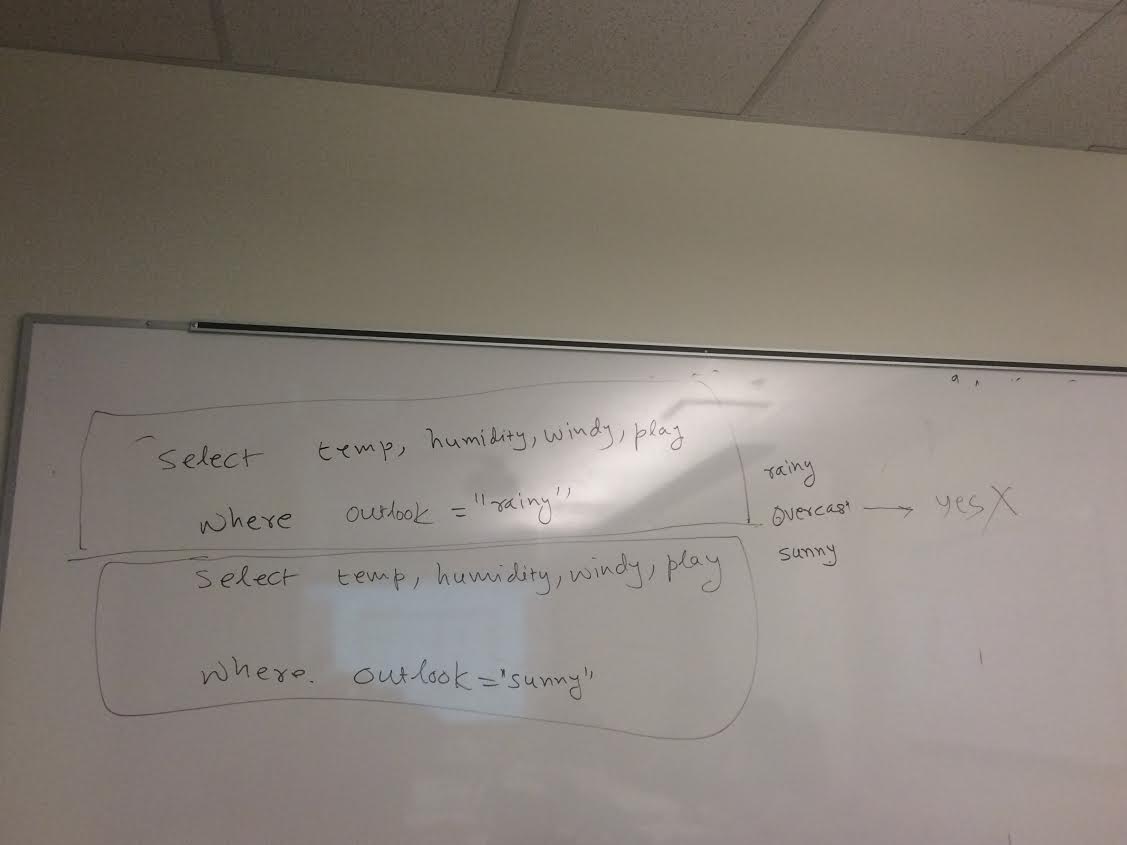 Select temp, humidity, windy, play
where outlook = "rainy"
Select temp, humidity, windy, play
where. outlook = "sunny"
rainy
overcast → yes X
sunny